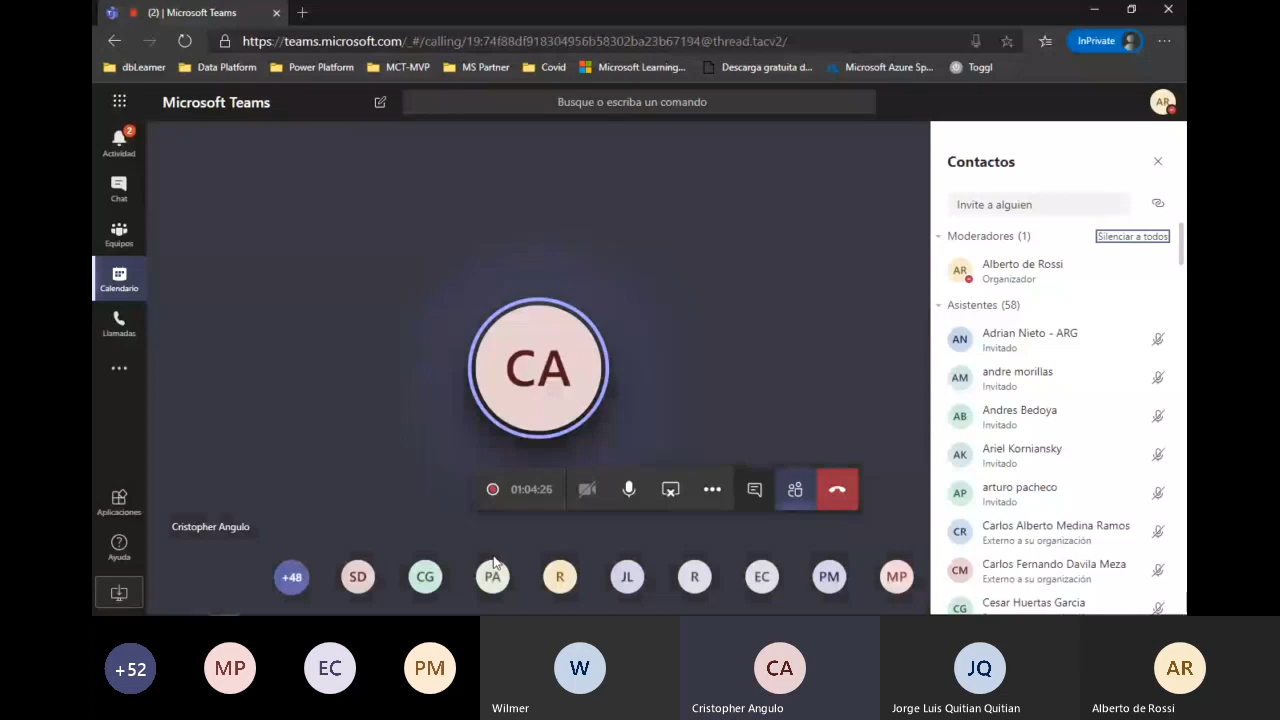 (2) | Microsoft Teams
https://teams.microsoft.com/_#/calling/19:74f88df918304956b58302ba23b67194@thread.tacv2/
InPrivate
dbLearner Data Platform Power Platform MCT-MVP MS Partner Covid Microsoft Learning... Descarga gratuita d... Microsoft Azure Sp... Toggl
Microsoft Teams
Busque o escriba un comando
AR
2
Actividad
Chat
Equipos
Calendario
Llamadas
Aplicaciones
Ayuda
CA
01:04:26
Cristopher Angulo
+48 SD CG PA R JL R EC PM MP
Contactos
Invite a alguien
Moderadores (1) Silenciar a todos
AR Alberto de Rossi
Organizador
Asistentes (58)
AN Adrian Nieto - ARG
Invitado
AM andre morillas
Invitado
AB Andres Bedoya
Invitado
AK Ariel Korniansky
Invitado
AP arturo pacheco
Invitado
CR Carlos Alberto Medina Ramos
Externo a su organización
CM Carlos Fernando Davila Meza
Externo a su organización
CG Cesar Huertas Garcia
+52 MP EC PM W CA JQ AR
Wilmer Cristopher Angulo Jorge Luis Quitian Quitian Alberto de Rossi